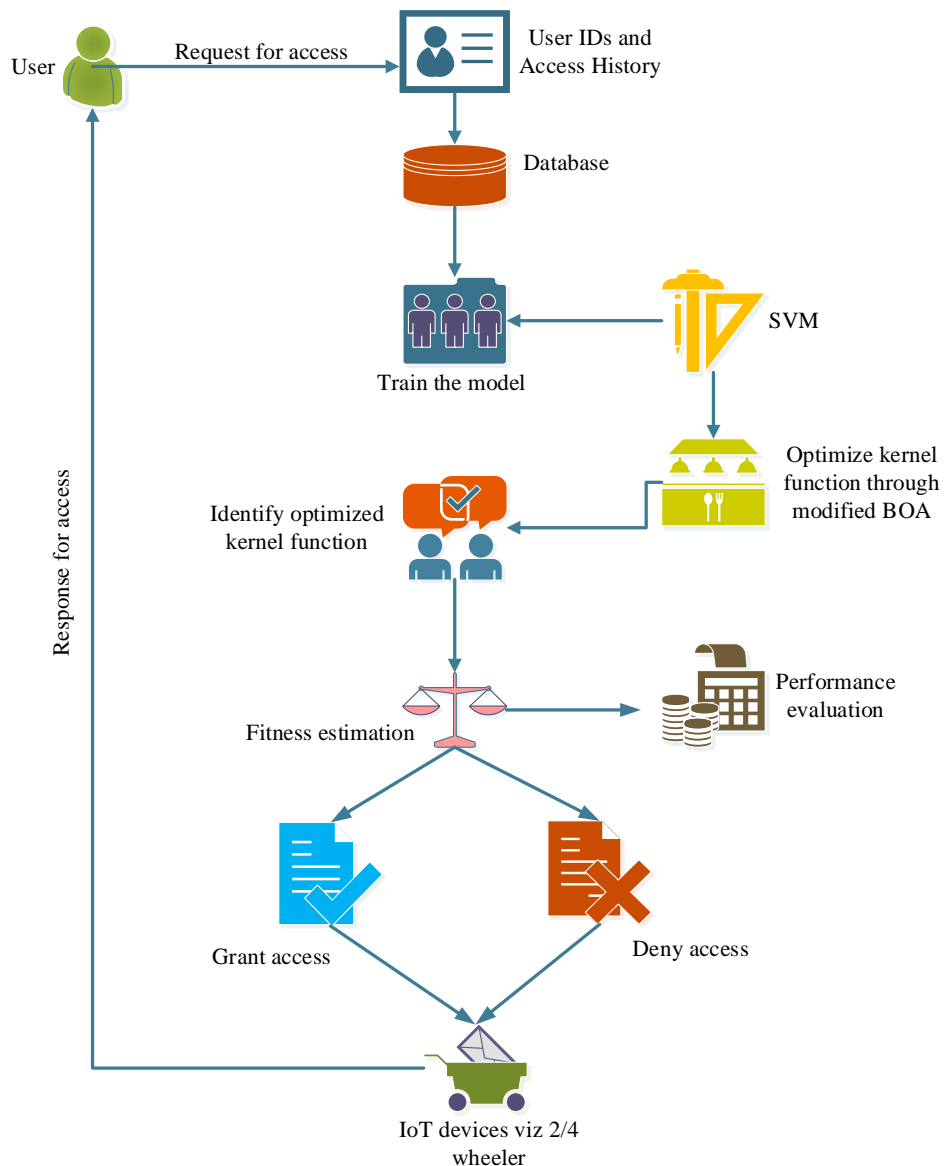 User
Request for access
User IDs and
Access History
Database
SVM
Train the model
Optimize kernel
function through
modified BOA
Identify optimized
kernel function
Response for access
Performance
evaluation
Fitness estimation
Grant access
Deny access
IoT devices viz 2/4
wheeler